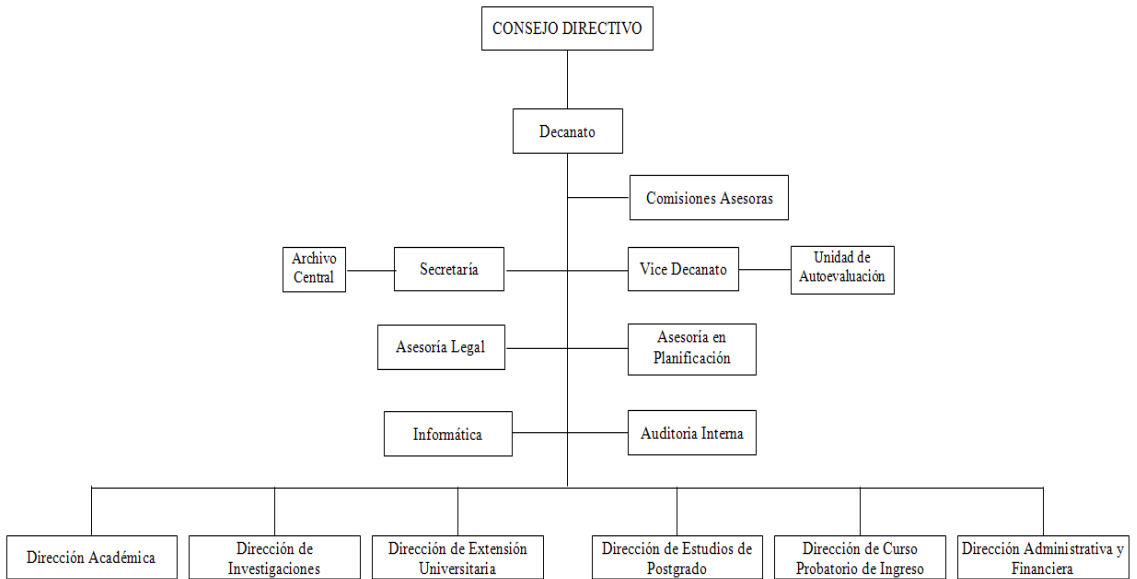 CONSEJO DIRECTIVO
Decanato
Comisiones Asesoras
Archivo
Central
Secretaría
Vice Decanato
Unidad de
Autoevaluación
Asesoría Legal
Asesoría en
Planificación
Informática
Auditoria Interna
Dirección Académica
Dirección de
Investigaciones
Dirección de Extensión
Universitaria
Dirección de Estudios de
Postgrado
Dirección de Curso
Probatorio de Ingreso
Dirección Administrativa y
Financiera